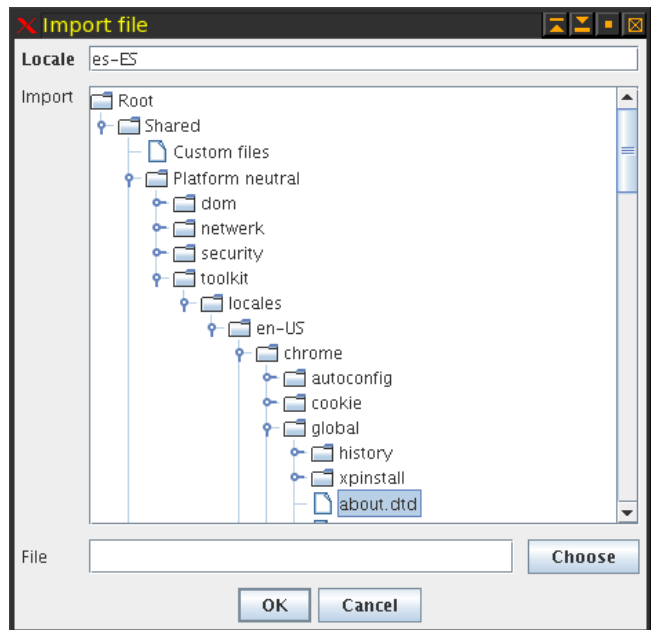 Import file
Locale es-ES
Import Root
Shared
Custom files
Platform neutral
dom
netwerk
security
toolkit
locales
en-US
chrome
autoconfig
cookie
global
history
xpinstall
about.dtd
File Choose
OK Cancel